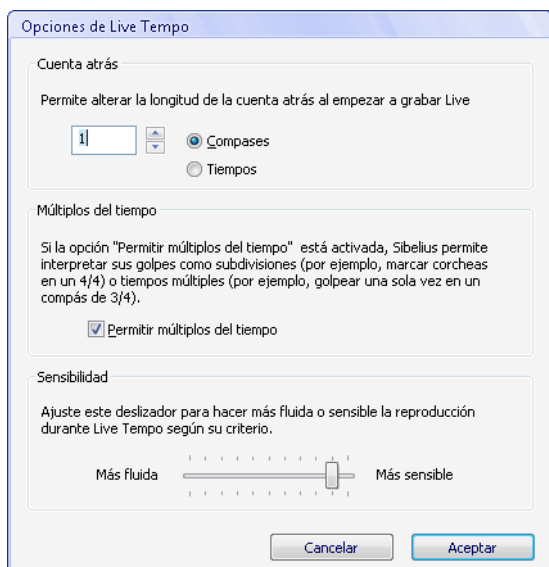 Opciones de Live Tempo
Cuenta atrás
Permite alterar la longitud de la cuenta atrás al empezar a grabar Live
1
Compases
Tiempos
Múltiplos del tiempo
Si la opción "Permitir múltiplos del tiempo" está activada, Sibelius permite
interpretar sus golpes como subdivisiones (por ejemplo, marcar corcheas
en un 4/4) o tiempos múltiples (por ejemplo, golpear una sola vez en un
compás de 3/4).
Permitir múltiplos del tiempo
Sensibilidad
Ajuste este deslizador para hacer más fluida o sensible la reproducción
durante Live Tempo según su criterio.
Más fluida Más sensible
Cancelar Aceptar